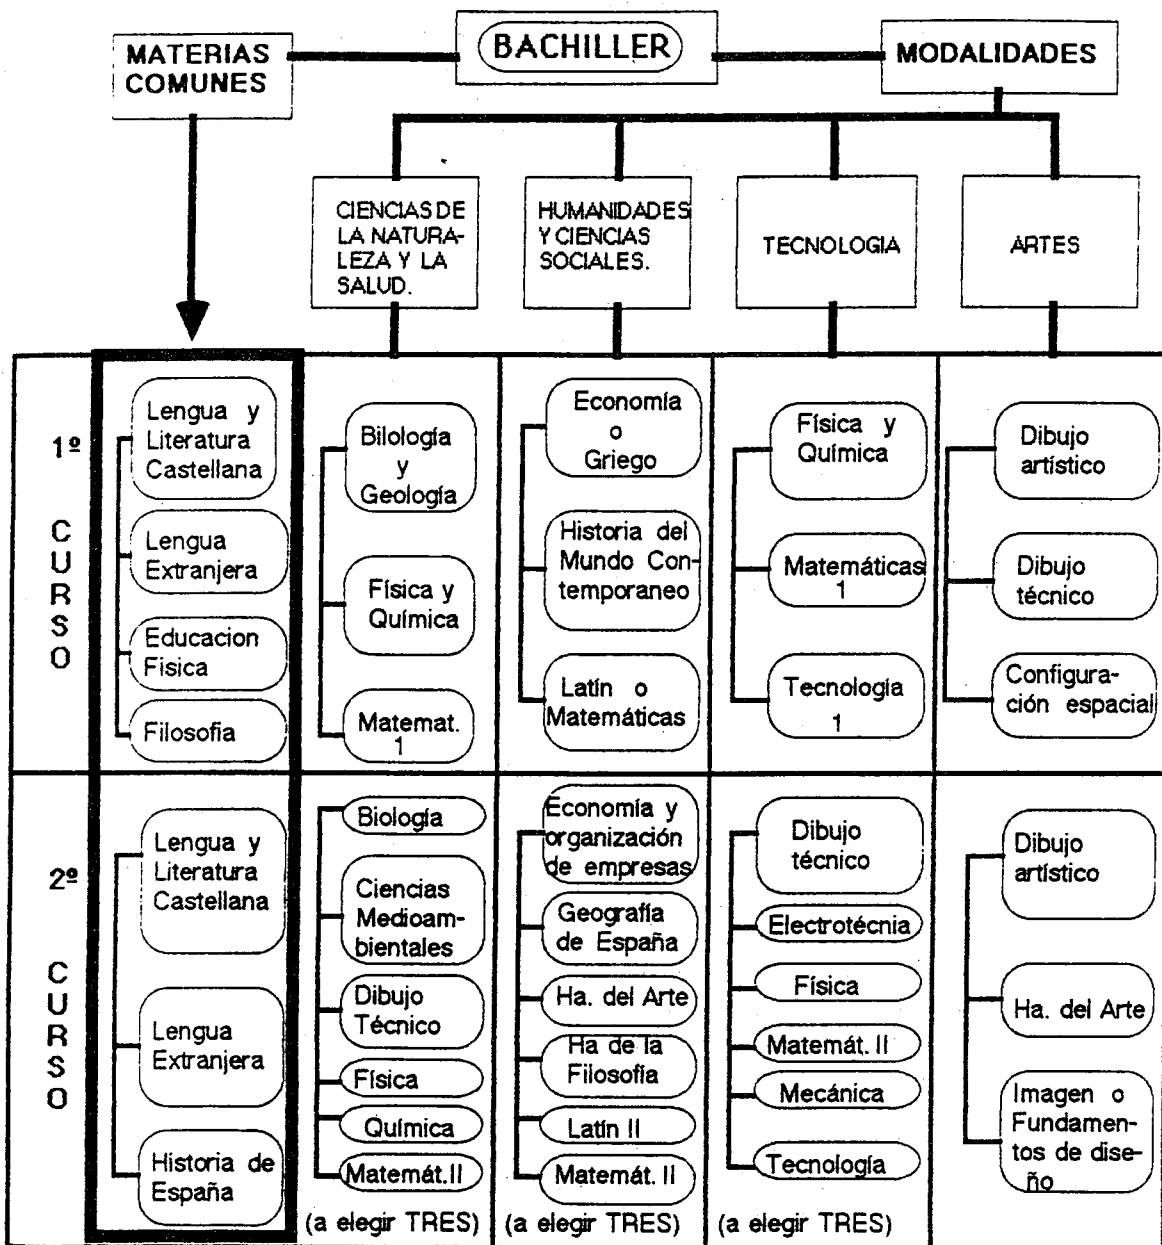 BACHILLER
MATERIAS
COMUNES
MODALIDADES
CIENCIAS DE
LA NATURA-
LEZA Y LA
SALUD.
HUMANIDADES
Y CIENCIAS
SOCIALES.
TECNOLOGIA
ARTES
1º
CURSO
Lengua y
Literatura
Castellana
Lengua
Extranjera
Educacion
Fisica
Filosofia
Bilología
y
Geología
Física y
Química
Matemat.
1
Economía
o
Griego
Historia del
Mundo Con-
temporaneo
Latín o
Matemáticas
Física y
Química
Matemáticas
1
Tecnología
1
Dibujo
artístico
Dibujo
técnico
Configura-
ción espacial
2º
CURSO
Lengua y
Literatura
Castellana
Lengua
Extranjera
Historia de
España
Biología
Ciencias
Medioam-
bientales
Dibujo
Técnico
Física
Química
Matemát.II
(a elegir TRES)
Economía y
organización
de empresas
Geografía
de España
Ha. del Arte
Ha de la
Filosofía
Latín II
Matemát. II
(a elegir TRES)
Dibujo
técnico
Electrotécnia
Física
Matemát. II
Mecánica
Tecnología
(a elegir TRES)
Dibujo
artístico
Ha. del Arte
Imagen o
Fundamen-
tos de dise-
ño